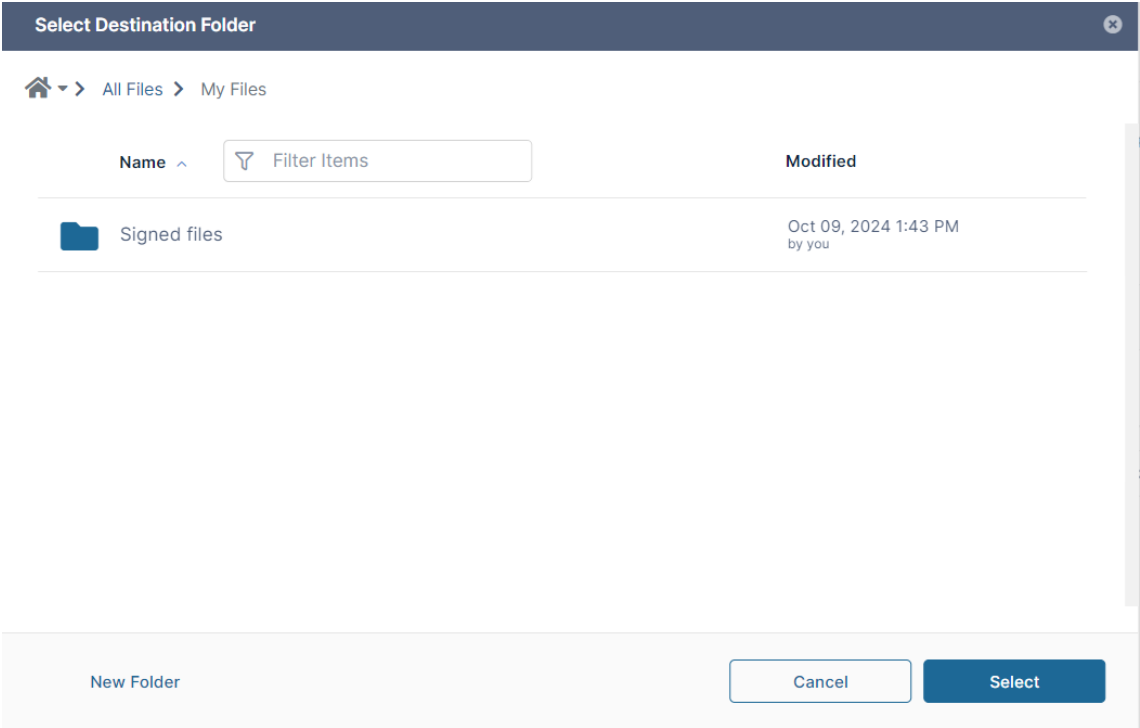 Select Destination Folder
All Files My Files
Name Filter Items Modified
Signed files Oct 09, 2024 1:43 PM
by you
New Folder Cancel Select